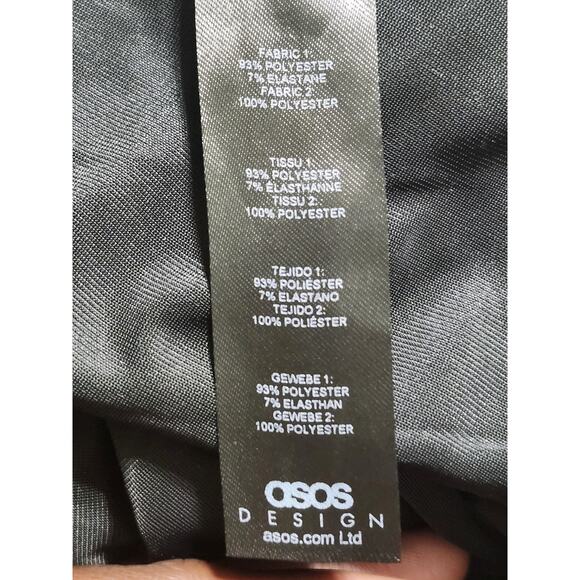 FABRIC 1:
93% POLYESTER
7% ELASTANE
FABRIC 2:
100% POLYESTER
TISSU 1:
93% POLYESTER
7% ÉLASTHANNE
TISSU 2:
100% POLYESTER
TEJIDO 1:
93% POLIÉSTER
7% ELASTANO
TEJIDO 2:
100% POLIÉSTER
GEWEBE 1:
93% POLYESTER
7% ELASTHAN
GEWEBE 2:
100% POLYESTER
asos
DESIGN
asos.com Ltd